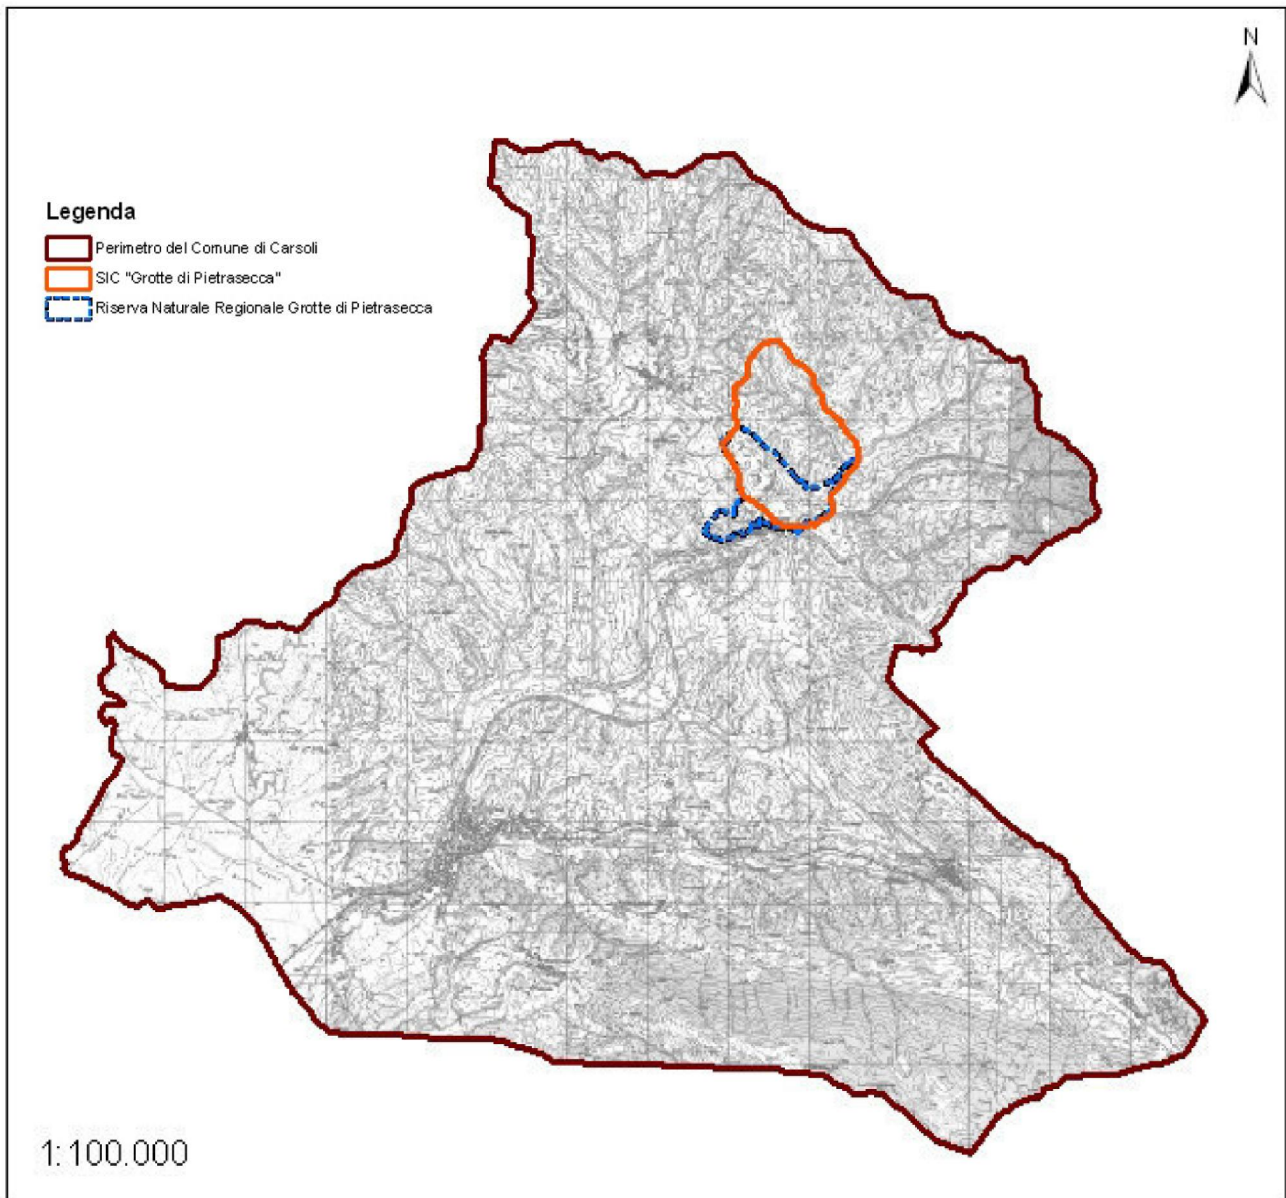 N
Legenda
Perimetro del Comune di Carsoli
SIC "Grotte di Pietrasecca"
Riserva Naturale Regionale Grotte di Pietrasecca
1:100.000